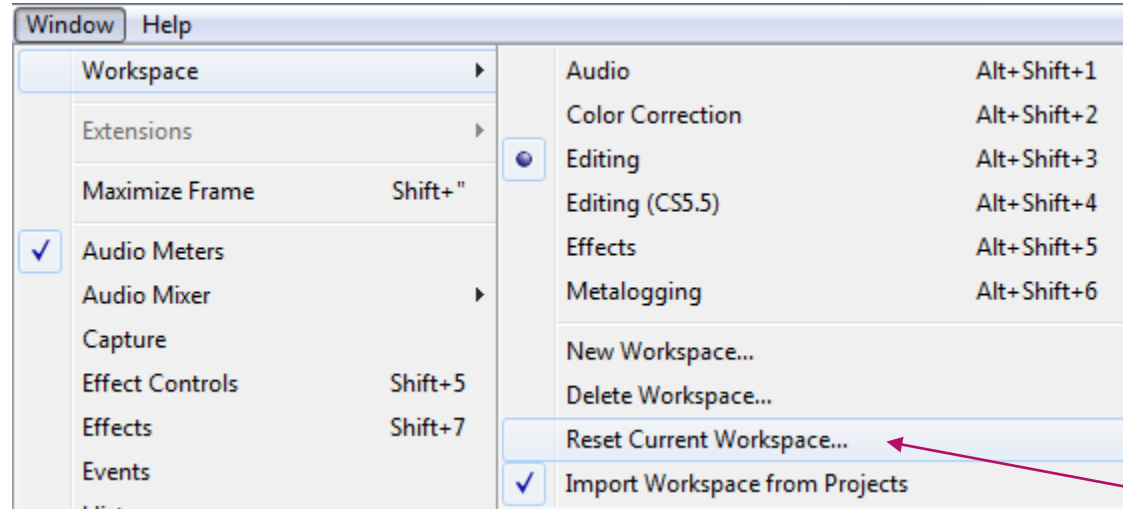 Window Help
Workspace
Extensions
Maximize Frame Shift+"
Audio Meters
Audio Mixer
Capture
Effect Controls Shift+5
Effects Shift+7
Events
Audio Alt+Shift+1
Color Correction Alt+Shift+2
Editing Alt+Shift+3
Editing (CS5.5) Alt+Shift+4
Effects Alt+Shift+5
Metalogging Alt+Shift+6
New Workspace...
Delete Workspace...
Reset Current Workspace...
Import Workspace from Projects